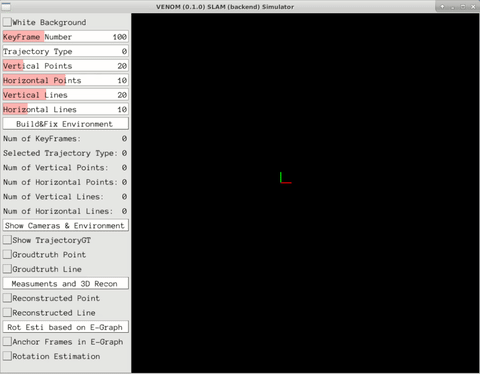 VENOM (0.1.0) SLAM (backend) Simulator
White Background
KeyFrame Number 100
Trajectory Type 0
Vertical Points 20
Horizontal Points 10
Vertical Lines 20
Horizontal Lines 10
Build&Fix Environment
Num of KeyFrames: 0
Selected Trajectory Type: 0
Num of Vertical Points: 0
Num of Horizontal Points: 0
Num of Vertical Lines: 0
Num of Horizontal Lines: 0
Show Cameras & Environment
Show TrajectoryGT
Groudtruth Point
Groudtruth Line
Measuments and 3D Recon
Reconstructed Point
Reconstructed Line
Rot Esti based on E-Graph
Anchor Frames in E-Graph
Rotation Estimation